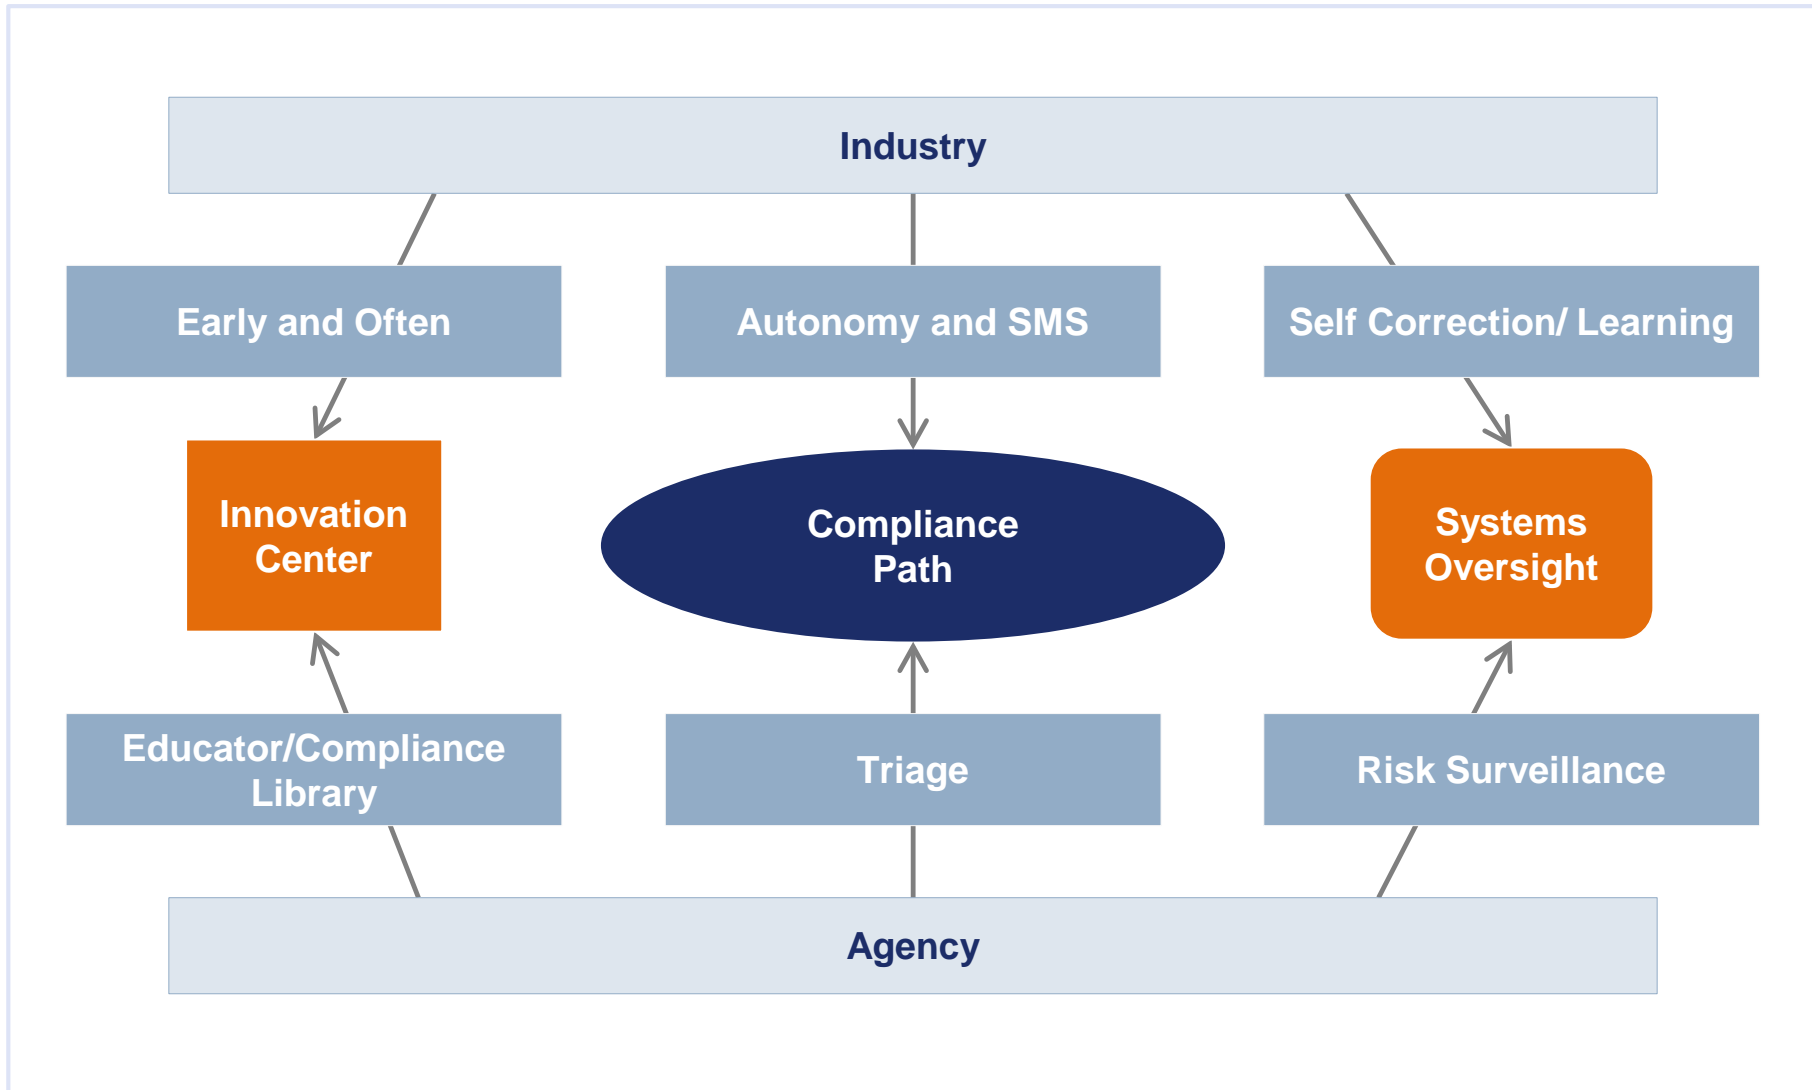 Industry
Early and Often
Autonomy and SMS
Self Correction/ Learning
Innovation
Center
Compliance
Path
Systems
Oversight
Educator/Compliance
Library
Triage
Risk Surveillance
Agency